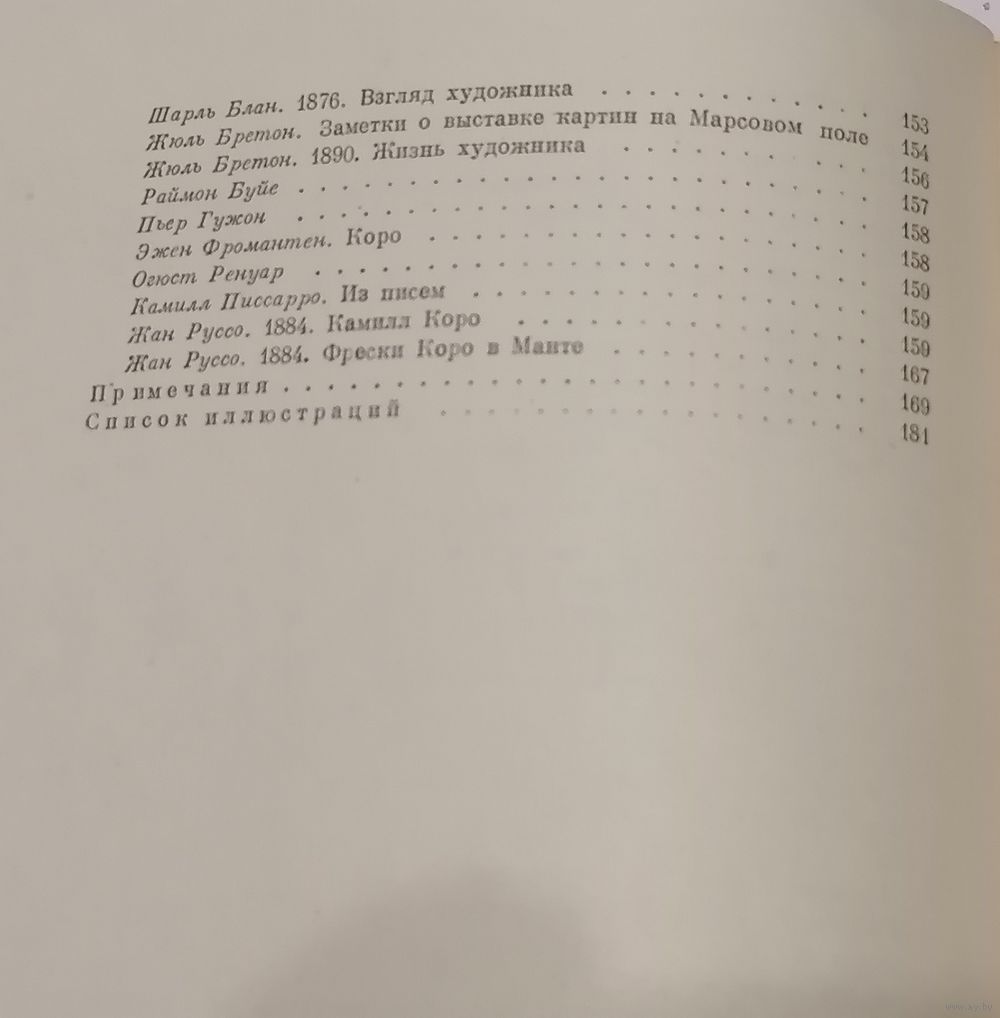 Шарль Блан. 1876. Взгляд художника . . . . . . . . . . . 153
Жюль Бретон. Заметки о выставке картин на Марсовом поле 154
Жюль Бретон. 1890. Жизнь художника . . . . . . . . . . 156
Раймон Буйе . . . . . . . . . . . . . . . . . . . . 157
Пьер Гужон . . . . . . . . . . . . . . . . . . . . 158
Эжен Фромантен. Коро . . . . . . . . . . . . . . . . 158
Огюст Ренуар . . . . . . . . . . . . . . . . . . . 159
Камилл Писсарро. Из писем . . . . . . . . . . . . . . 159
Жан Руссо. 1884. Камилл Коро . . . . . . . . . . . . . 159
Жан Руссо. 1884. Фрески Коро в Манте . . . . . . . . . 167
Примечания . . . . . . . . . . . . . . . . . . . . . 169
Список иллюстраций . . . . . . . . . . . . . . . . . 181
www.ay.by